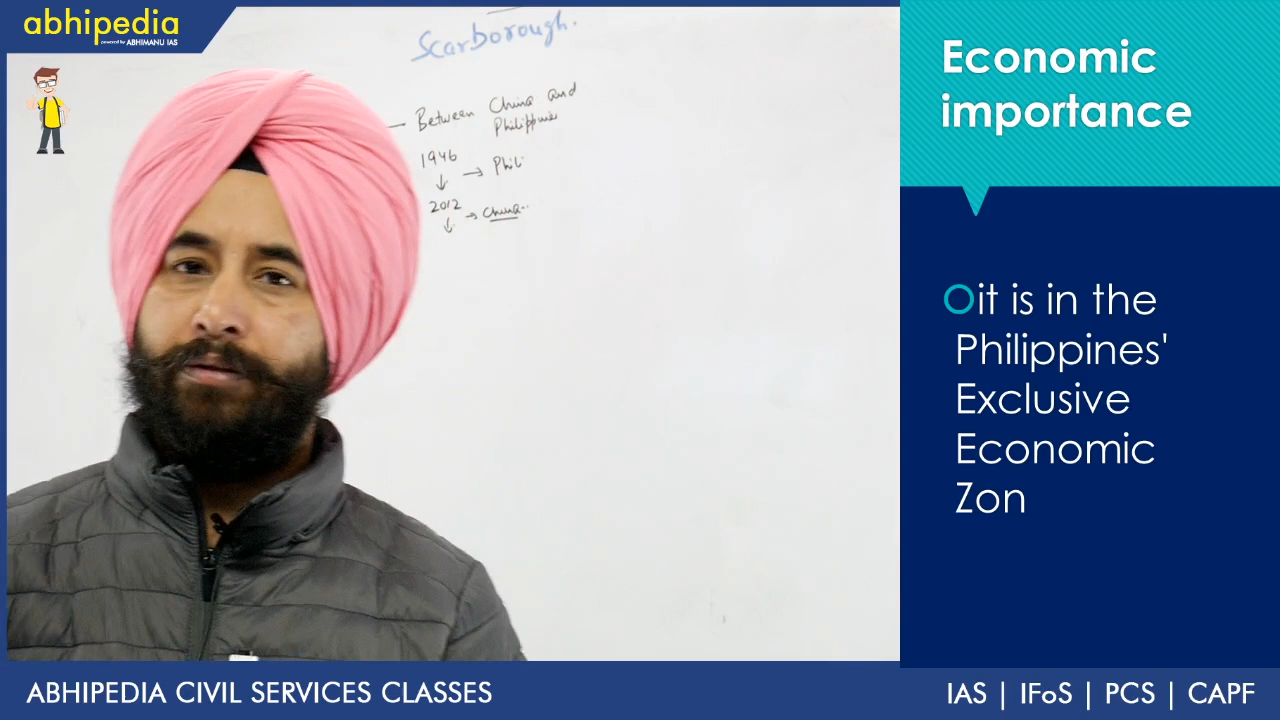 abhipedia
powered by ABHIMANU IAS
Scarborough.
— Between China and
Philippines
1946
↓ → Phili
2012
↓ → China..
Economic
importance
it is in the
Philippines'
Exclusive
Economic
Zon
ABHIPEDIA CIVIL SERVICES CLASSES
IAS | IFoS | PCS | CAPF